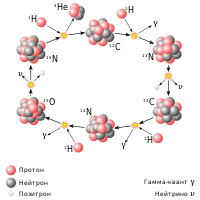 ⁴He
¹H
¹H
γ
¹²C
¹⁵N
¹³N
ν
ν
¹⁵O
¹⁴N
¹³C
γ
γ
¹H
¹H
Протон
Нейтрон
Позитрон
Гамма-квант γ
Нейтрино ν